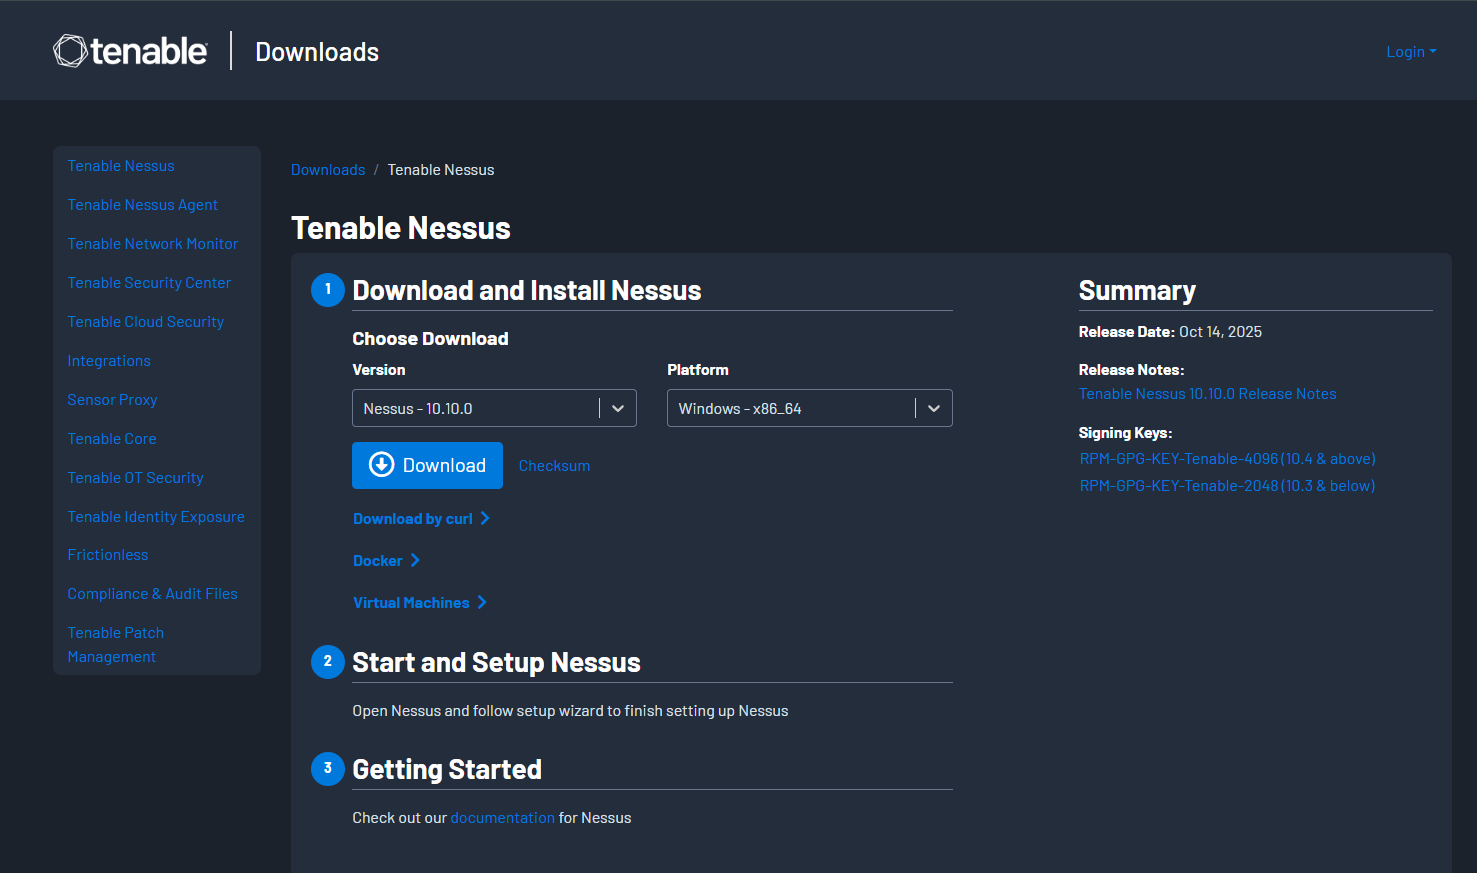 tenable
Downloads
Login
Tenable Nessus
Tenable Nessus Agent
Tenable Network Monitor
Tenable Security Center
Tenable Cloud Security
Integrations
Sensor Proxy
Tenable Core
Tenable OT Security
Tenable Identity Exposure
Frictionless
Compliance & Audit Files
Tenable Patch
Management
Downloads / Tenable Nessus
Tenable Nessus
1 Download and Install Nessus
Choose Download
Version
Nessus - 10.10.0
Platform
Windows - x86_64
Download
Checksum
Download by curl
Docker
Virtual Machines
2 Start and Setup Nessus
Open Nessus and follow setup wizard to finish setting up Nessus
3 Getting Started
Check out our documentation for Nessus
Summary
Release Date: Oct 14, 2025
Release Notes:
Tenable Nessus 10.10.0 Release Notes
Signing Keys:
RPM-GPG-KEY-Tenable-4096 (10.4 & above)
RPM-GPG-KEY-Tenable-2048 (10.3 & below)